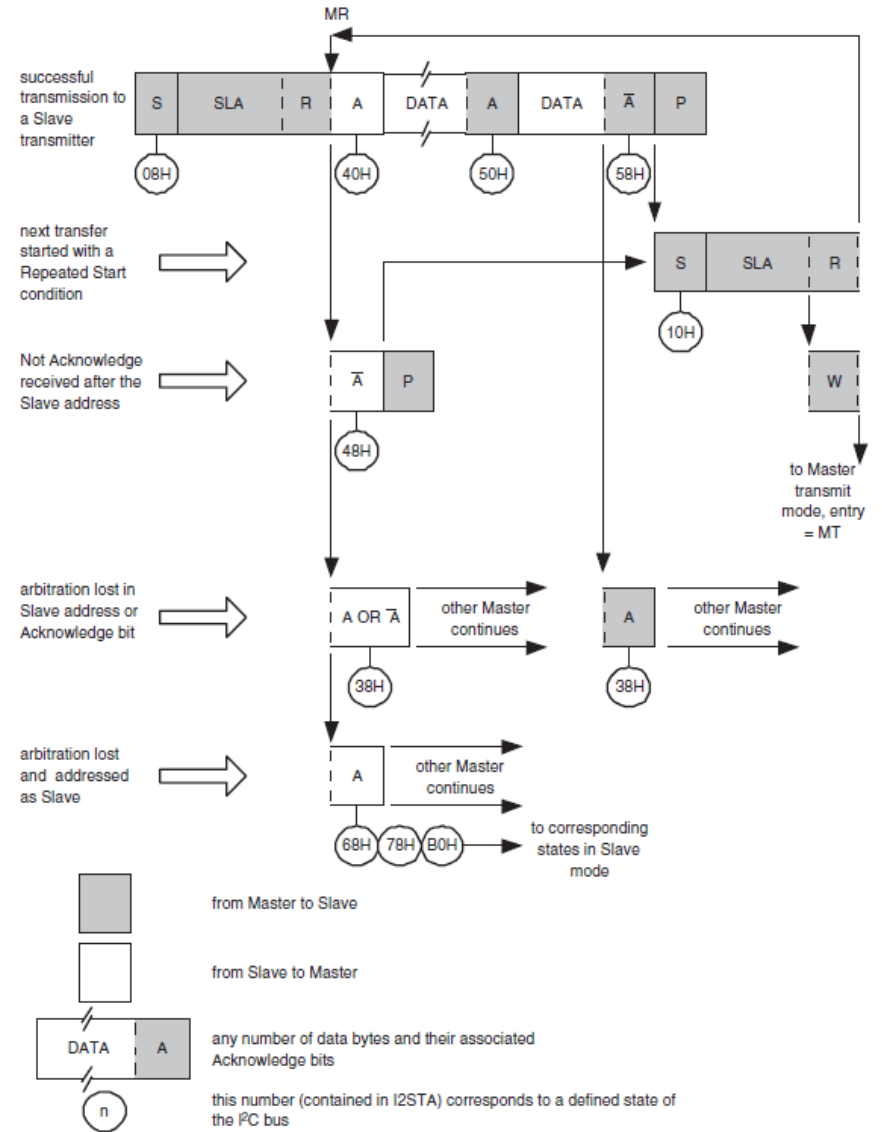 MR
successful
transmission to
a Slave
transmitter
S SLA R A DATA A DATA A̅ P
08H 40H 50H 58H
next transfer
started with a
Repeated Start
condition
S SLA R
10H
Not Acknowledge
received after the
Slave address
A̅ P W
48H
to Master
transmit
mode, entry
= MT
arbitration lost in
Slave address or
Acknowledge bit
A OR A̅
other Master
continues
A
other Master
continues
38H 38H
arbitration lost
and addressed
as Slave
A
other Master
continues
68H 78H B0H
to corresponding
states in Slave
mode
from Master to Slave
from Slave to Master
DATA A
any number of data bytes and their associated
Acknowledge bits
n
this number (contained in I2STA) corresponds to a defined state of
the I²C bus